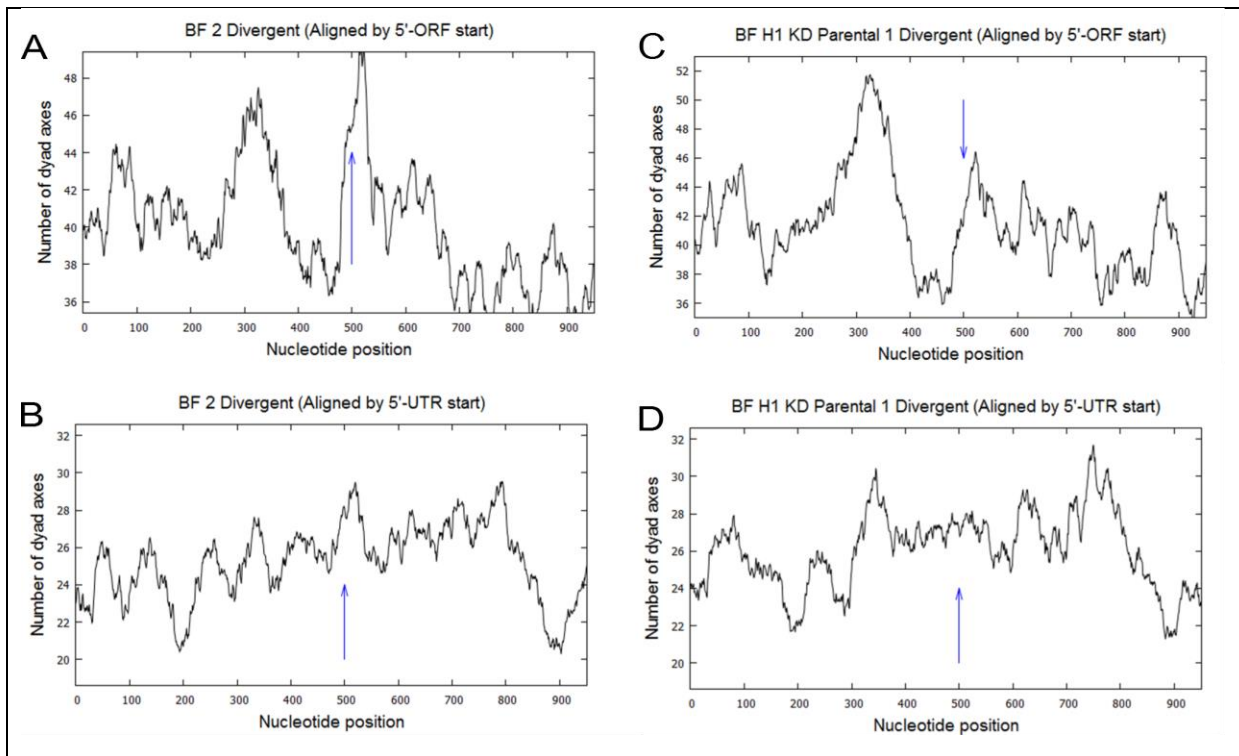 A
BF 2 Divergent (Aligned by 5'-ORF start)
Number of dyad axes
48
46
44
42
40
38
36
0 100 200 300 400 500 600 700 800 900
Nucleotide position
B
BF 2 Divergent (Aligned by 5'-UTR start)
Number of dyad axes
32
30
28
26
24
22
20
0 100 200 300 400 500 600 700 800 900
Nucleotide position
C
BF H1 KD Parental 1 Divergent (Aligned by 5'-ORF start)
Number of dyad axes
52
50
48
46
44
42
40
38
36
0 100 200 300 400 500 600 700 800 900
Nucleotide position
D
BF H1 KD Parental 1 Divergent (Aligned by 5'-UTR start)
Number of dyad axes
32
30
28
26
24
22
20
0 100 200 300 400 500 600 700 800 900
Nucleotide position